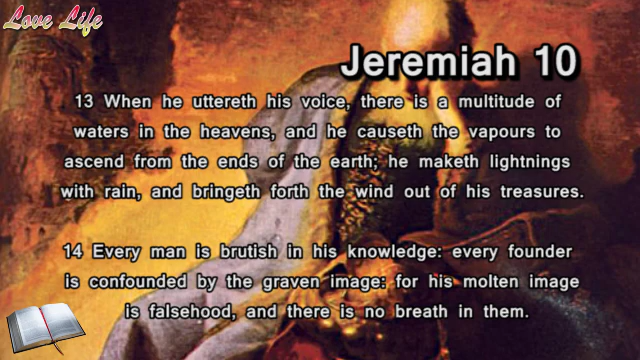 Love Life
Jeremiah 10
13 When he uttereth his voice, there is a multitude of
waters in the heavens, and he causeth the vapours to
ascend from the ends of the earth; he maketh lightnings
with rain, and bringeth forth the wind out of his treasures.
14 Every man is brutish in his knowledge: every founder
is confounded by the graven image: for his molten image
is falsehood, and there is no breath in them.